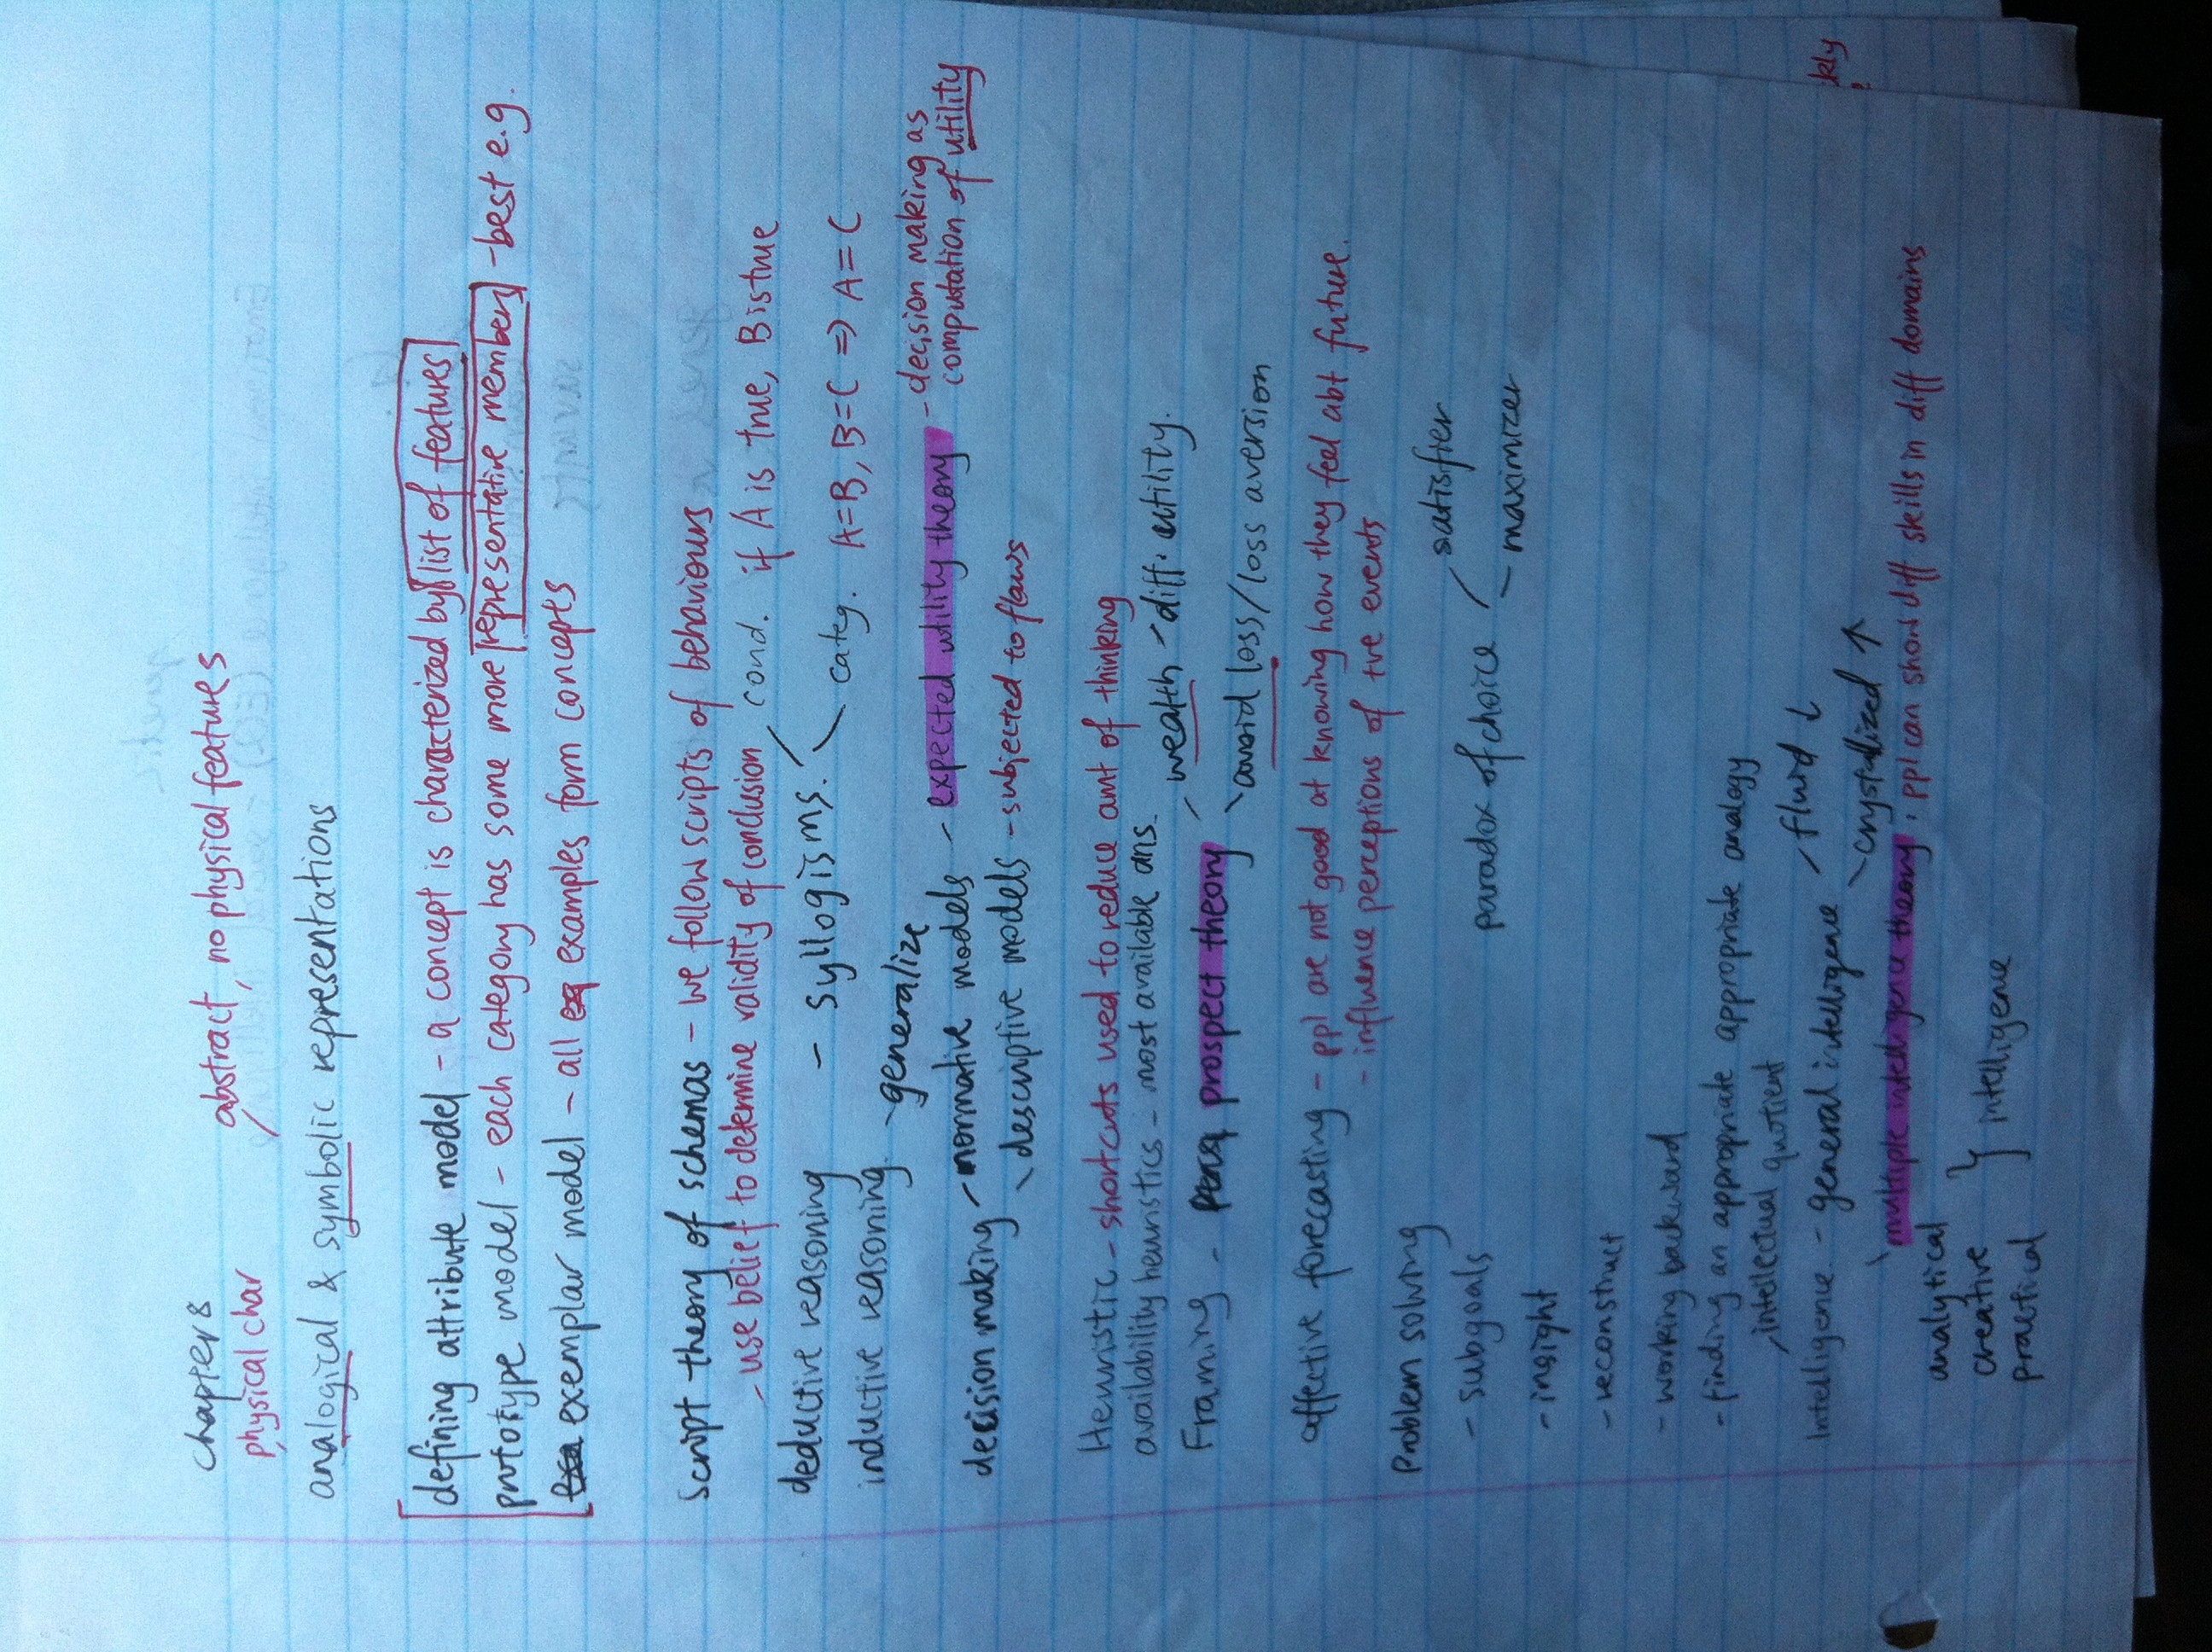 chapter 8
physical char
abstract, no physical features
analogical & symbolic representations
defining attribute model - a concept is characterized by list of features
prototype model - each category has some more representative members - best e.g.
exemplar model - all examples form concepts
script theory of schemas - we follow scripts of behaviours
- use belief to determine validity of conclusion
deductive reasoning - syllogisms.
cond. if A is true, B is true
categ. A=B, B=C ⇒ A=C
inductive reasoning - generalize
decision making - normative models - expected utility theory - decision making as
computation of utility
descriptive models - subjected to flaws
Heuristic - shortcuts used to reduce amt of thinking
availability heuristics - most available ans.
Framing - prospect theory
wealth - diff. utility.
avoid loss/loss aversion
affective forecasting - ppl are not good at knowing how they feel abt future.
- influence perceptions of +ve events
Problem solving
paradox of choice
satisfier
- maximizer
- subgoals
- insight
- reconstruct
- working backward
- finding an appropriate appropriate analogy
intellectual quotient
Intelligence - general intelligence
fluid ↓
crystallized ↑
multiple intelligence theory, ppl can show diff skills in diff domains
analytical
creative } intelligene
practical
kly